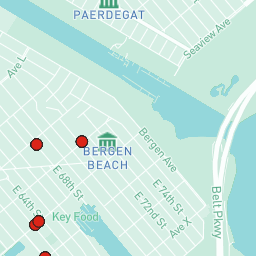 PAERDEGAT
Seaview Ave
Ave L
BERGEN
BEACH
Bergen Ave
E 68th St
E 64th St
E 74th St
E 72nd St
Ave X
Key Food
Belt Pkwy